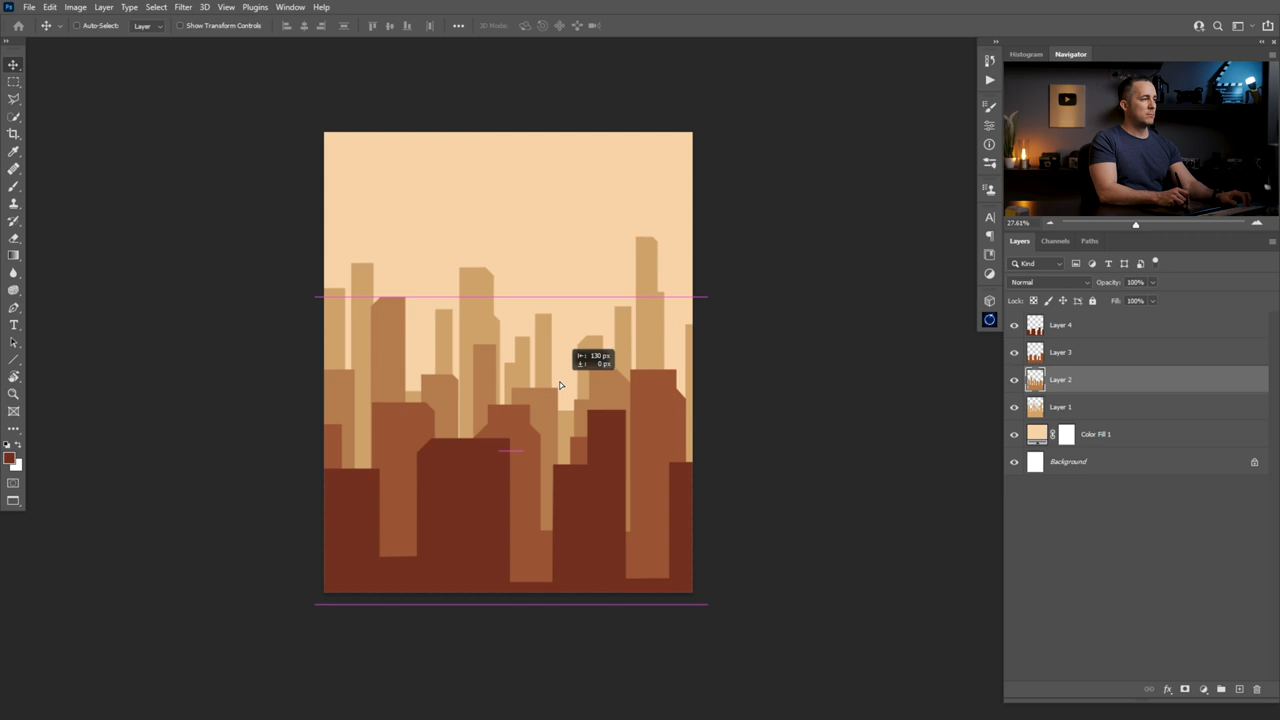 Ps File Edit Image Layer Type Select Filter 3D View Plugins Window Help
Auto-Select: Layer Show Transform Controls 3D Mode:
Histogram Navigator
27.61%
Layers Channels Paths
Kind
Normal Opacity: 100%
Lock: Fill: 100%
Layer 4
Layer 3
Layer 2
Layer 1
Color Fill 1
Background
130 px
0 px